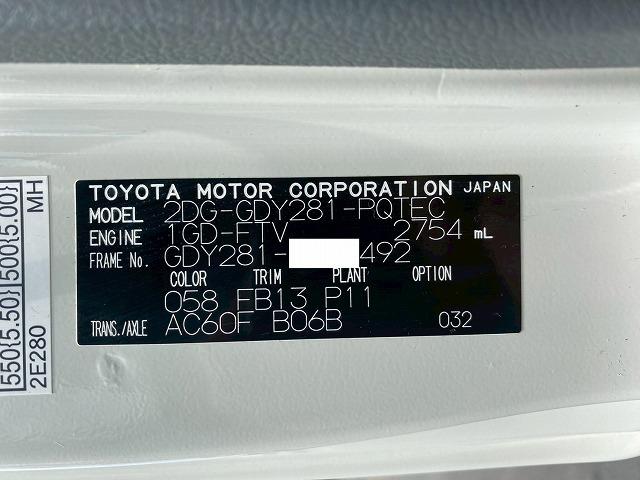 TOYOTA MOTOR CORPORATION JAPAN
MODEL 2DG-GDY281-PQTEC
ENGINE 1GD-FTV 2754 mL
FRAME No. GDY281- 492
COLOR TRIM PLANT OPTION
058 FB13 P11
TRANS./AXLE AC60F B06B 032
550(5.50) 500(5.00)
2E280 MH